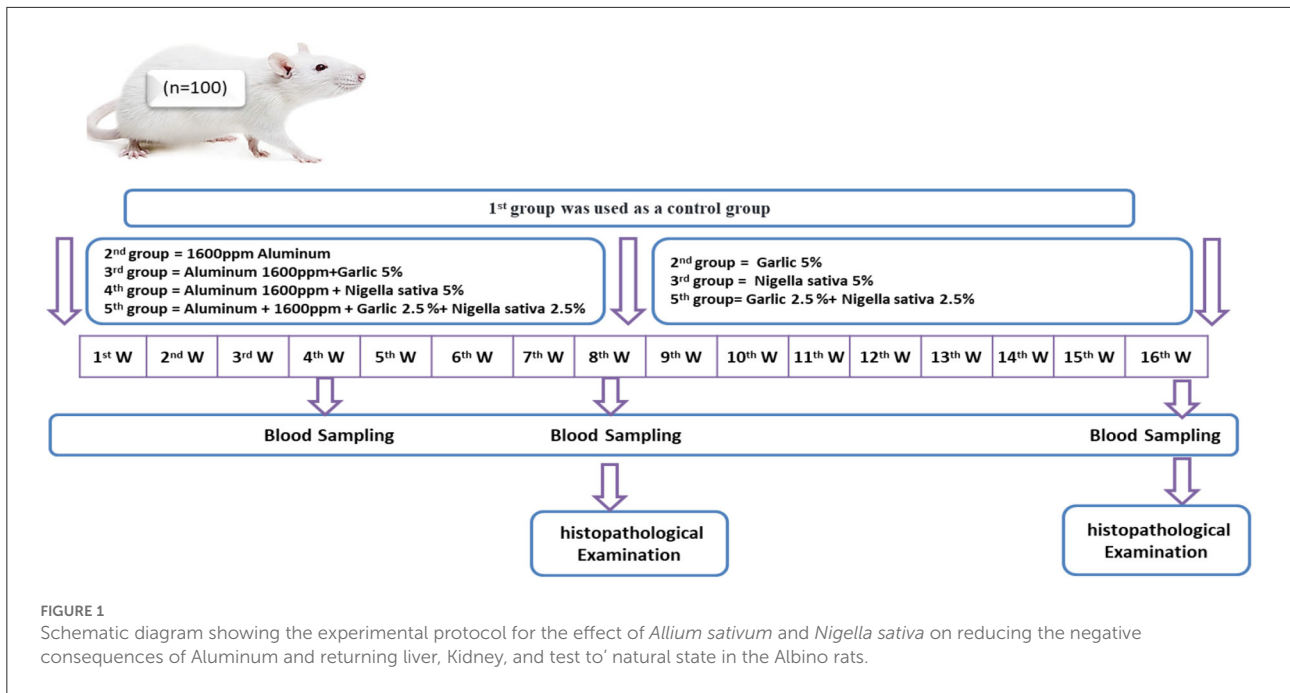 (n=100)
1st group was used as a control group
2nd group = 1600ppm Aluminum
3rd group = Aluminum 1600ppm+Garlic 5%
4th group = Aluminum 1600ppm + Nigella sativa 5%
5th group = Aluminum + 1600ppm + Garlic 2.5%+ Nigella sativa 2.5%
2nd group = Garlic 5%
3rd group = Nigella sativa 5%
5th group= Garlic 2.5%+ Nigella sativa 2.5%
1st W 2nd W 3rd W 4th W 5th W 6th W 7th W 8th W 9th W 10th W 11th W 12th W 13th W 14th W 15th W 16th W
Blood Sampling Blood Sampling Blood Sampling
histopathological
Examination
histopathological
Examination
FIGURE 1
Schematic diagram showing the experimental protocol for the effect of Allium sativum and Nigella sativa on reducing the negative
consequences of Aluminum and returning liver, Kidney, and test to' natural state in the Albino rats.